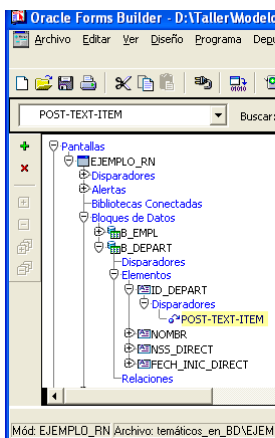 Oracle Forms Builder - D:\Taller\Modelo
Archivo Editar Ver Diseño Programa Depu
POST-TEXT-ITEM Buscar:
Pantallas
EJEMPLO_RN
Disparadores
Alertas
Bibliotecas Conectadas
Bloques de Datos
B_EMPL
B_DEPART
Disparadores
Elementos
ID_DEPART
Disparadores
POST-TEXT-ITEM
NOMBR
NSS_DIRECT
FECH_INIC_DIRECT
Relaciones
Mód: EJEMPLO_RN Archivo: temáticos_en_BD\EJEM